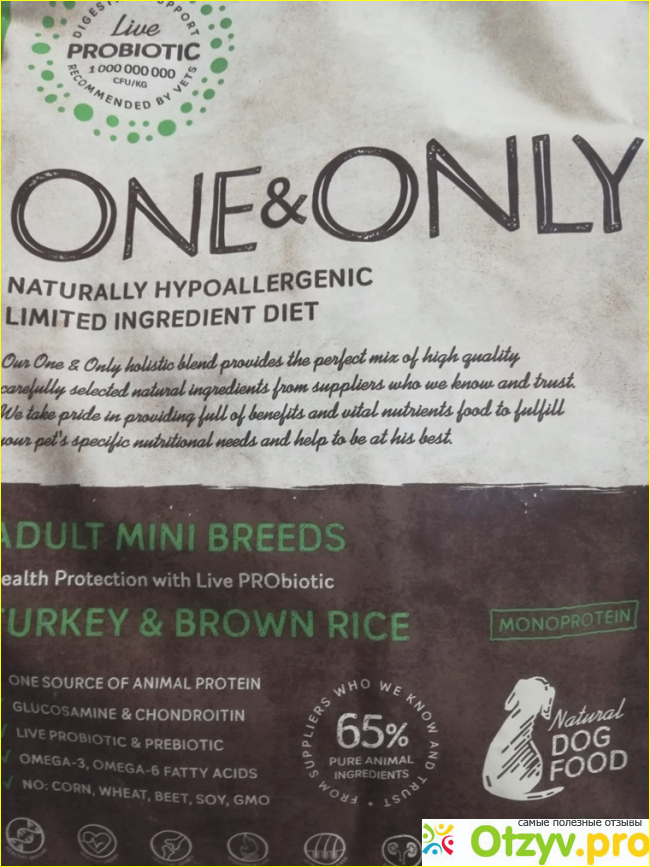 DIGESTIVE SUPPORT
Live
PROBIOTIC
1 000 000 000
CFU/KG
RECOMMENDED BY VETS
ONE&ONLY
NATURALLY HYPOALLERGENIC
LIMITED INGREDIENT DIET
Our One & Only holistic blend provides the perfect mix of high quality
carefully selected natural ingredients from suppliers who we know and trust.
We take pride in providing full of benefits and vital nutrients food to fulfill
your pet's specific nutritional needs and help to be at his best.
ADULT MINI BREEDS
ealth Protection with Live PRObiotic
TURKEY & BROWN RICE
MONOPROTEIN
ONE SOURCE OF ANIMAL PROTEIN
GLUCOSAMINE & CHONDROITIN
LIVE PROBIOTIC & PREBIOTIC
OMEGA-3, OMEGA-6 FATTY ACIDS
NO: CORN, WHEAT, BEET, SOY, GMO
FROM SUPPLIERS WHO WE KNOW AND TRUST
65%
PURE ANIMAL
INGREDIENTS
Natural
DOG
FOOD
самые полезные отзывы
Otzyv.pro